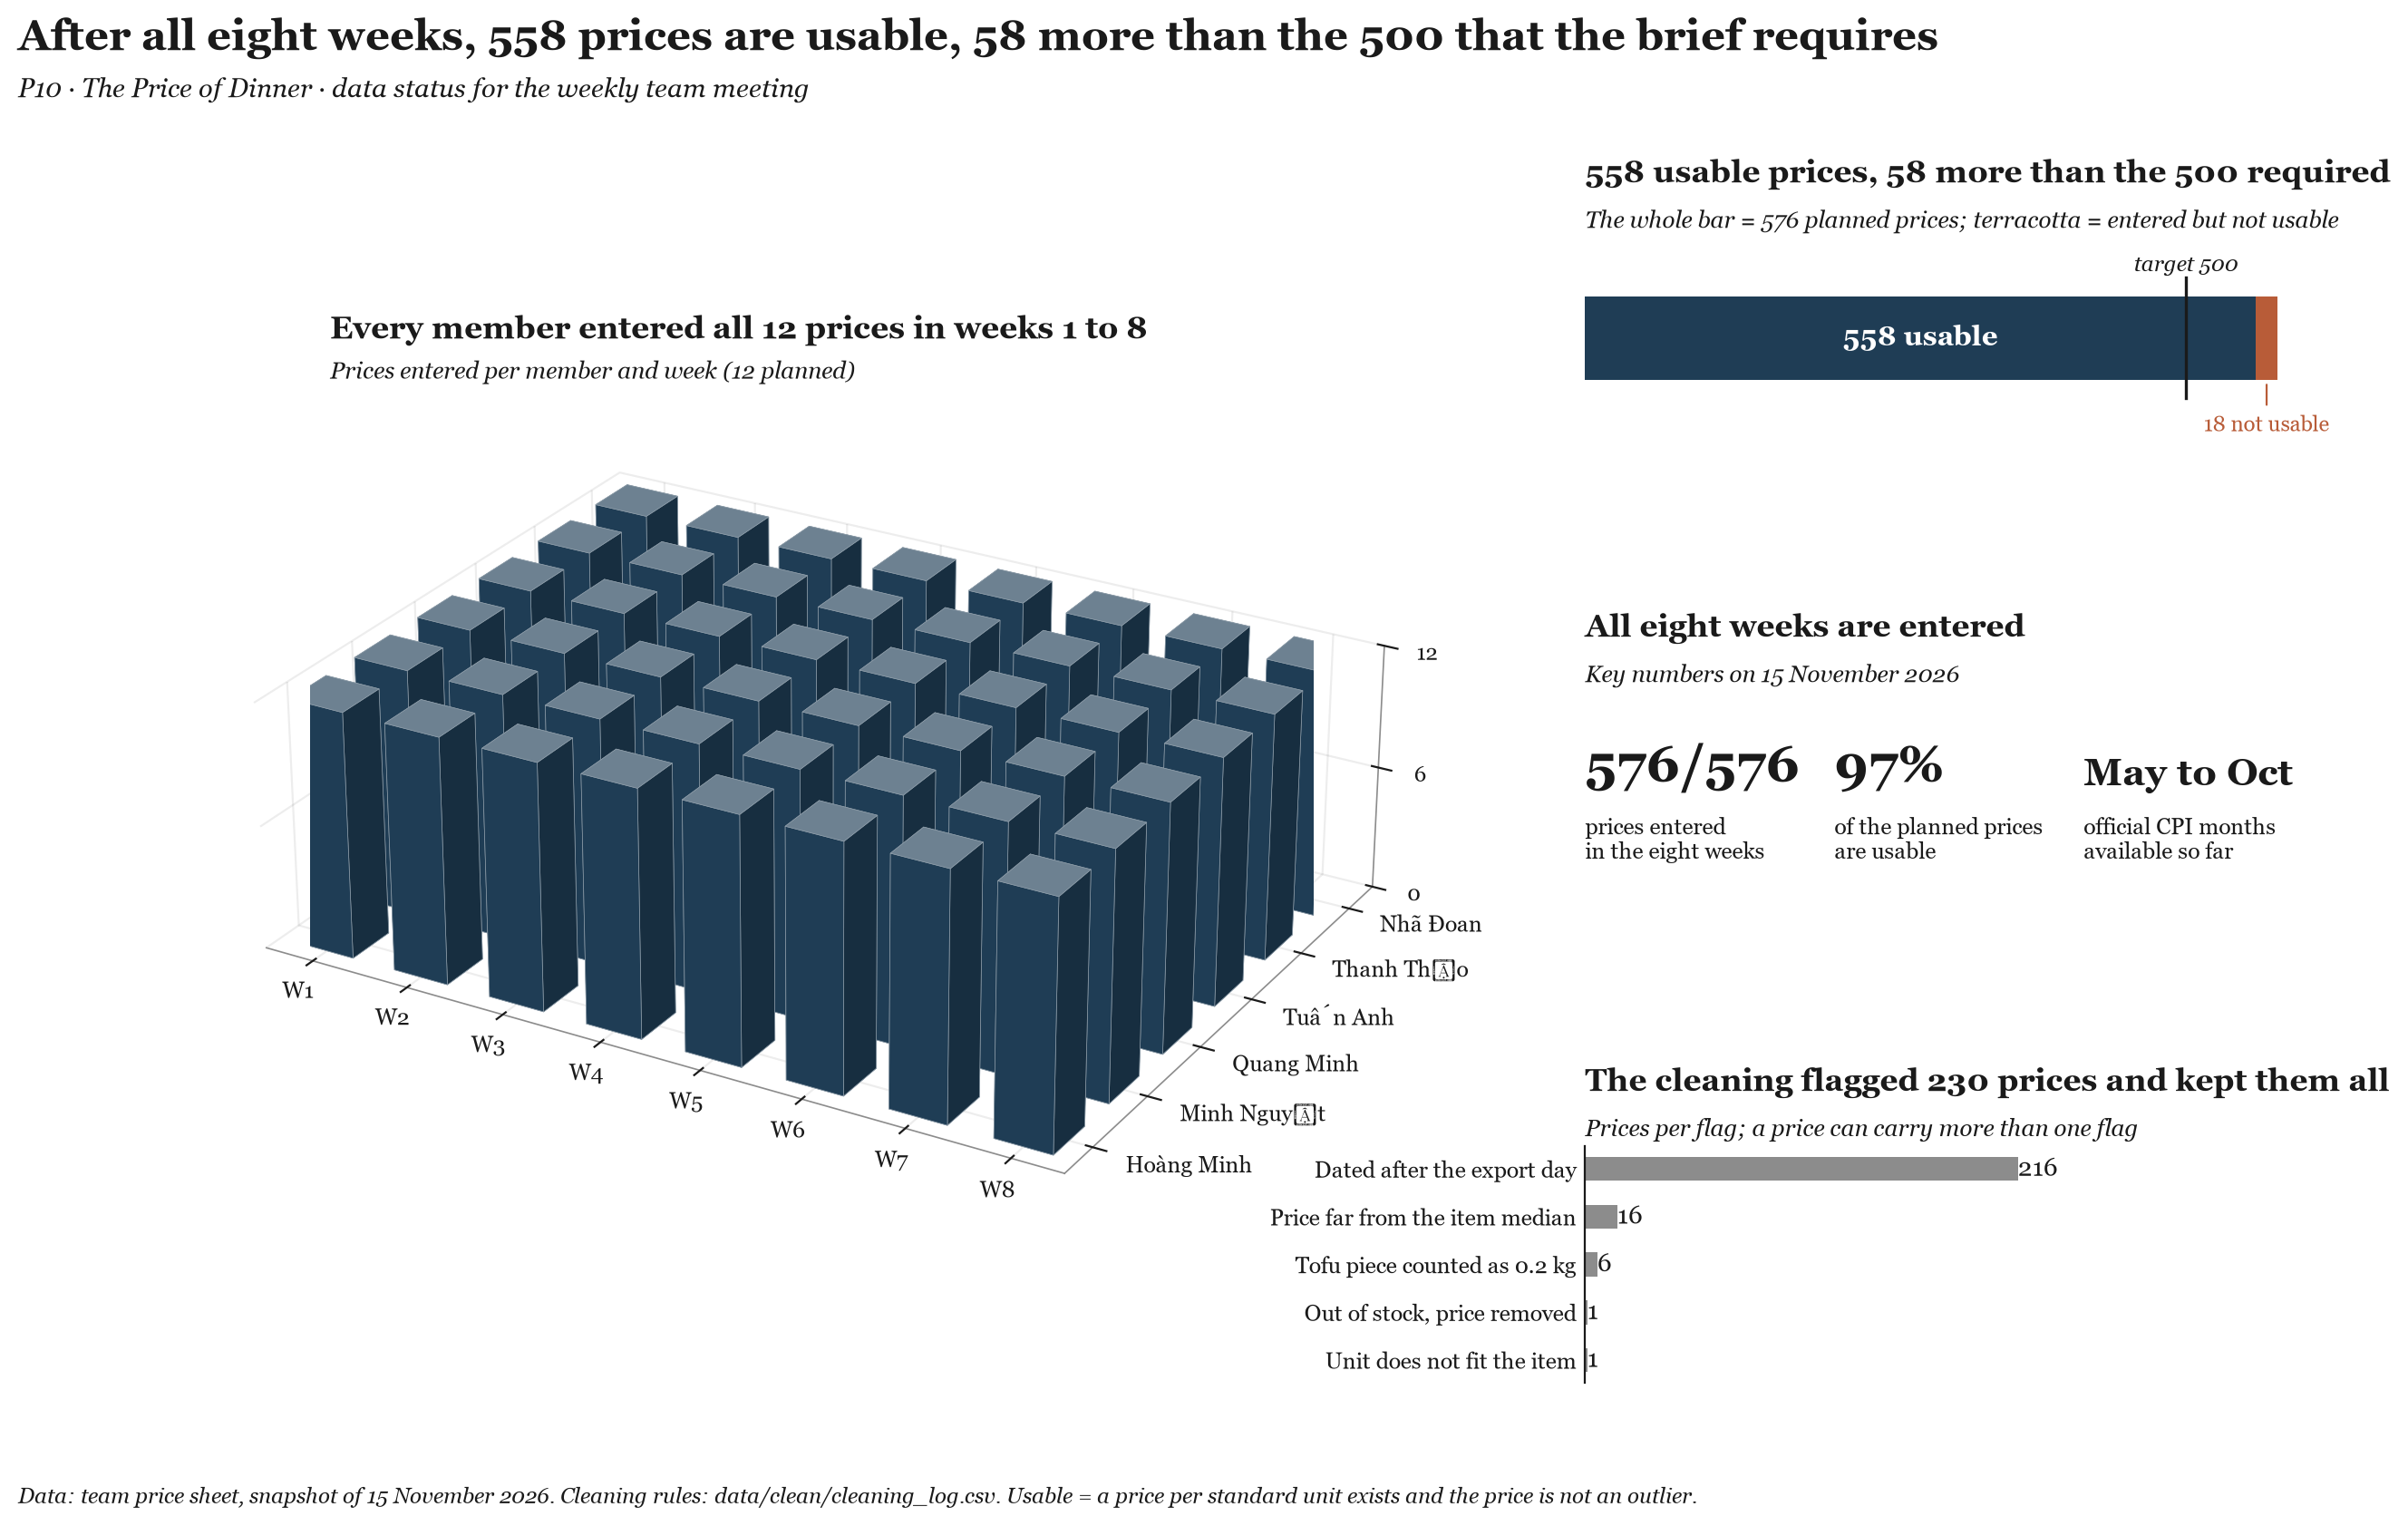 After all eight weeks, 558 prices are usable, 58 more than the 500 that the brief requires
P10 · The Price of Dinner · data status for the weekly team meeting
Every member entered all 12 prices in weeks 1 to 8
Prices entered per member and week (12 planned)
12
6
0
Nhã Đoan
Thanh Th
o
Tuấn Anh
Quang Minh
Minh Nguy
t
Hoàng Minh
W1
W2
W3
W4
W5
W6
W7
W8
558 usable prices, 58 more than the 500 required
The whole bar = 576 planned prices; terracotta = entered but not usable
target 500
558 usable
18 not usable
All eight weeks are entered
Key numbers on 15 November 2026
576/576
prices entered
in the eight weeks
97%
of the planned prices
are usable
May to Oct
official CPI months
available so far
The cleaning flagged 230 prices and kept them all
Prices per flag; a price can carry more than one flag
Dated after the export day 216
Price far from the item median 16
Tofu piece counted as 0.2 kg 6
Out of stock, price removed 1
Unit does not fit the item 1
Data: team price sheet, snapshot of 15 November 2026. Cleaning rules: data/clean/cleaning_log.csv. Usable = a price per standard unit exists and the price is not an outlier.